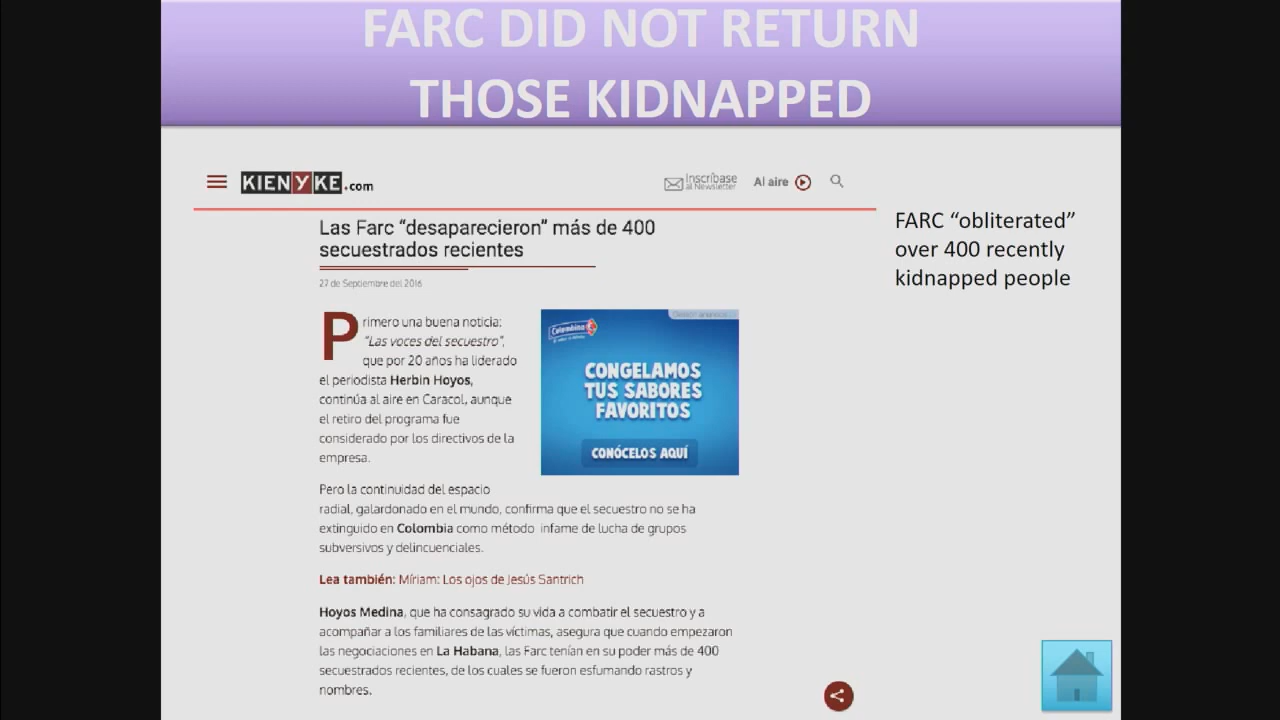 FARC DID NOT RETURN
THOSE KIDNAPPED
KIENYKE.com
Inscríbase
al Newsletter
Al aire
Las Farc “desaparecieron” más de 400
secuestrados recientes
27 de Septiembre del 2016
FARC “obliterated”
over 400 recently
kidnapped people
Primero una buena noticia:
“Las voces del secuestro”,
que por 20 años ha liderado
el periodista Herbin Hoyos,
continúa al aire en Caracol, aunque
el retiro del programa fue
considerado por los directivos de la
empresa.
Colombina
CONGELAMOS
TUS SABORES
FAVORITOS
CONÓCELOS AQUÍ
Pero la continuidad del espacio
radial, galardonado en el mundo, confirma que el secuestro no se ha
extinguido en Colombia como método infame de lucha de grupos
subversivos y delincuenciales.
Lea también: Míriam: Los ojos de Jesús Santrich
Hoyos Medina, que ha consagrado su vida a combatir el secuestro y a
acompañar a los familiares de las víctimas, asegura que cuando empezaron
las negociaciones en La Habana, las Farc tenían en su poder más de 400
secuestrados recientes, de los cuales se fueron esfumando rastros y
nombres.